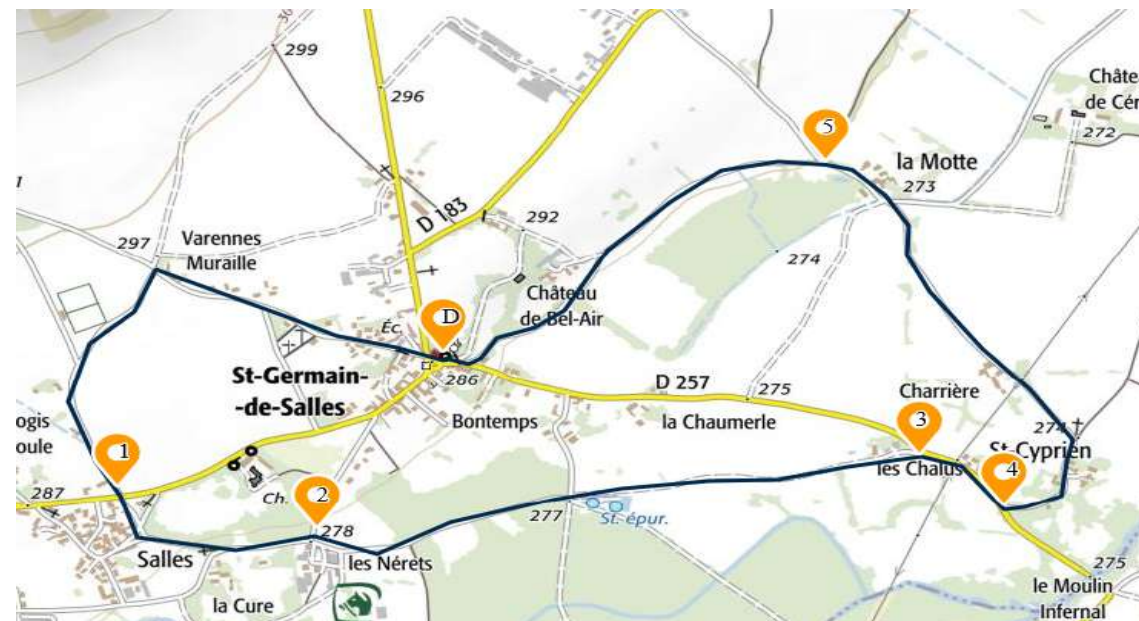 299
296
5
Châte
de Cér
272
la Motte
273
D 183
292
297
Varennes
Muraille
274
Château
de Bel-Air
D
Éc.
St-Germain-
-de-Salles
286
D 257
275
Charrière
Bontemps
la Chaumerle
3
ogis
oule
274
St-Cyprien
les Chalus
4
1
287
Ch.
2
278
277
St. épur.
Salles
les Nérets
275
la Cure
le Moulin
Infernal